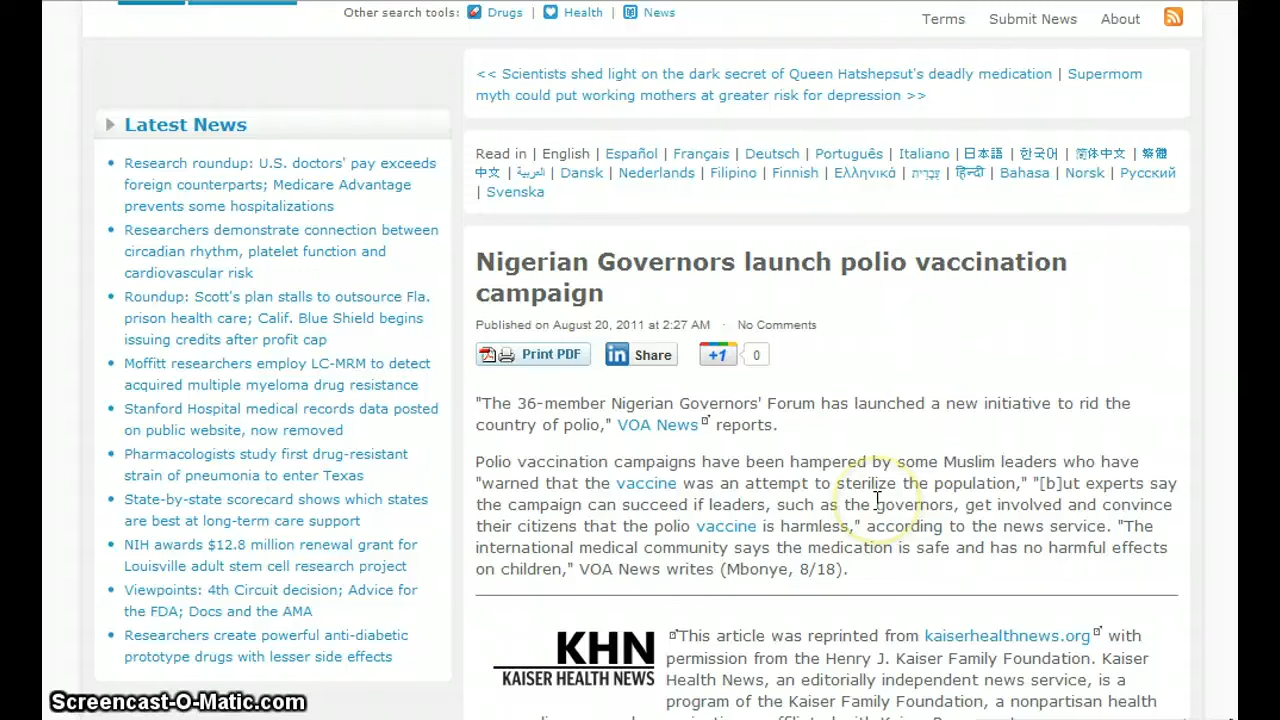 Other search tools: Drugs | Health | News
Terms Submit News About
<< Scientists shed light on the dark secret of Queen Hatshepsut's deadly medication | Supermom
myth could put working mothers at greater risk for depression >>
Latest News
Research roundup: U.S. doctors' pay exceeds
foreign counterparts; Medicare Advantage
prevents some hospitalizations
Researchers demonstrate connection between
circadian rhythm, platelet function and
cardiovascular risk
Roundup: Scott's plan stalls to outsource Fla.
prison health care; Calif. Blue Shield begins
issuing credits after profit cap
Moffitt researchers employ LC-MRM to detect
acquired multiple myeloma drug resistance
Stanford Hospital medical records data posted
on public website, now removed
Pharmacologists study first drug-resistant
strain of pneumonia to enter Texas
State-by-state scorecard shows which states
are best at long-term care support
NIH awards $12.8 million renewal grant for
Louisville adult stem cell research project
Viewpoints: 4th Circuit decision; Advice for
the FDA; Docs and the AMA
Researchers create powerful anti-diabetic
prototype drugs with lesser side effects
Read in | English | Español | Français | Deutsch | Português | Italiano | 日本語 | 한국어 | 简体中文 | 繁體
中文 | العربية | Dansk | Nederlands | Filipino | Finnish | Ελληνικά | עִבְרִית | हिन्दी | Bahasa | Norsk | Русский
| Svenska
Nigerian Governors launch polio vaccination
campaign
Published on August 20, 2011 at 2:27 AM · No Comments
Print PDF in Share +1 0
"The 36-member Nigerian Governors' Forum has launched a new initiative to rid the
country of polio," VOA News reports.
Polio vaccination campaigns have been hampered by some Muslim leaders who have
"warned that the vaccine was an attempt to sterilize the population," "[b]ut experts say
the campaign can succeed if leaders, such as the governors, get involved and convince
their citizens that the polio vaccine is harmless," according to the news service. "The
international medical community says the medication is safe and has no harmful effects
on children," VOA News writes (Mbonye, 8/18).
KHN
KAISER HEALTH NEWS
This article was reprinted from kaiserhealthnews.org with
permission from the Henry J. Kaiser Family Foundation. Kaiser
Health News, an editorially independent news service, is a
program of the Kaiser Family Foundation, a nonpartisan health
Screencast-O-Matic.com